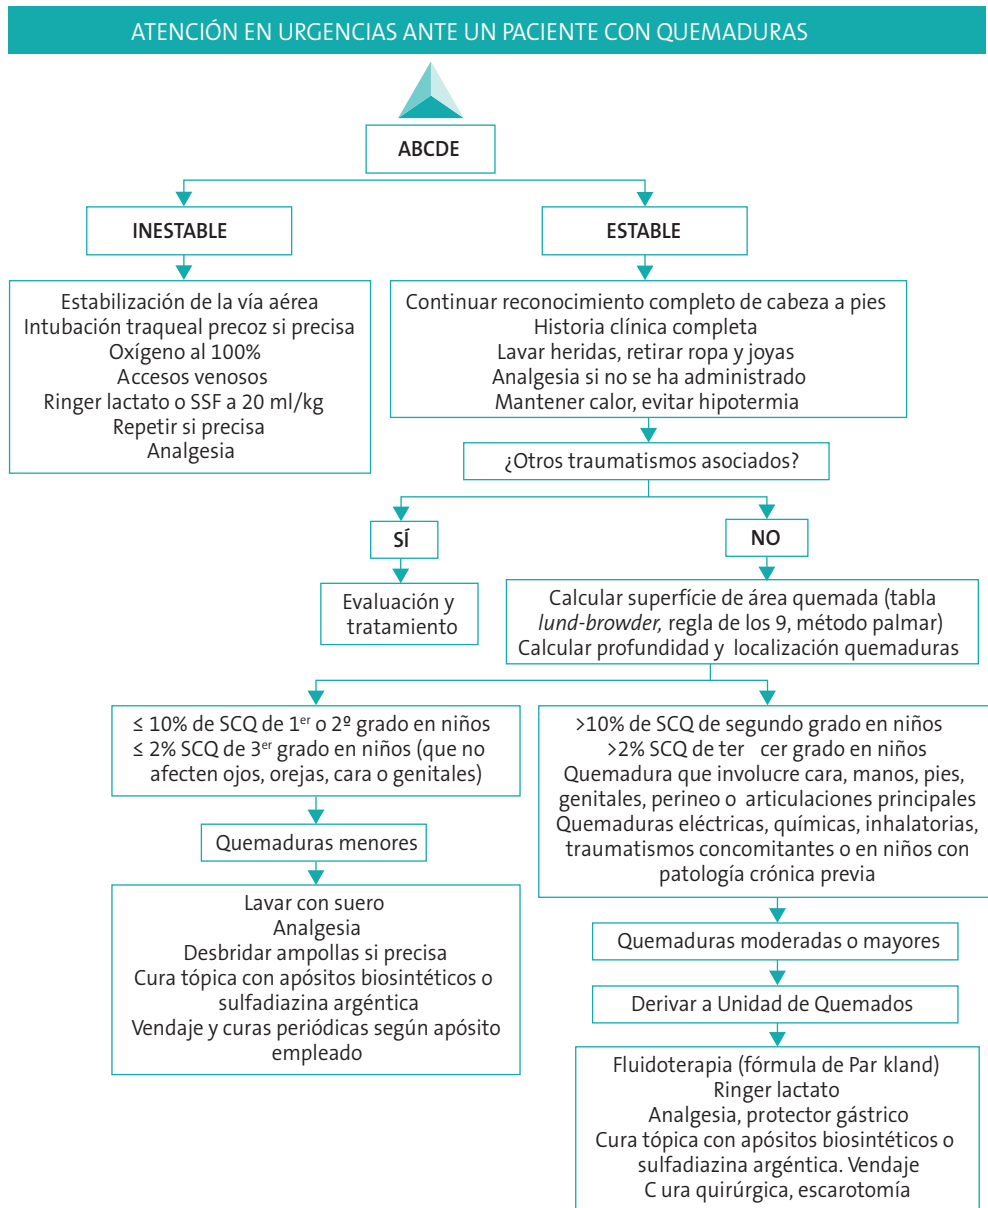 ATENCIÓN EN URGENCIAS ANTE UN PACIENTE CON QUEMADURAS
ABCDE
INESTABLE
Estabilización de la vía aérea
Intubación traqueal precoz si precisa
Oxígeno al 100%
Accesos venosos
Ringer lactato o SSF a 20 ml/kg
Repetir si precisa
Analgesia
ESTABLE
Continuar reconocimiento completo de cabeza a pies
Historia clínica completa
Lavar heridas, retirar ropa y joyas
Analgesia si no se ha administrado
Mantener calor, evitar hipotermia
¿Otros traumatismos asociados?
SÍ
Evaluación y
tratamiento
NO
Calcular superfície de área quemada (tabla
lund-browder, regla de los 9, método palmar)
Calcular profundidad y localización quemaduras
≤ 10% de SCQ de 1er o 2º grado en niños
≤ 2% SCQ de 3er grado en niños (que no
afecten ojos, orejas, cara o genitales)
Quemaduras menores
Lavar con suero
Analgesia
Desbridar ampollas si precisa
Cura tópica con apósitos biosintéticos o
sulfadiazina argéntica
Vendaje y curas periódicas según apósito
empleado
>10% de SCQ de segundo grado en niños
>2% SCQ de ter cer grado en niños
Quemadura que involucre cara, manos, pies,
genitales, perineo o articulaciones principales
Quemaduras eléctricas, químicas, inhalatorias,
traumatismos concomitantes o en niños con
patología crónica previa
Quemaduras moderadas o mayores
Derivar a Unidad de Quemados
Fluidoterapia (fórmula de Par kland)
Ringer lactato
Analgesia, protector gástrico
Cura tópica con apósitos biosintéticos o
sulfadiazina argéntica. Vendaje
C ura quirúrgica, escarotomía